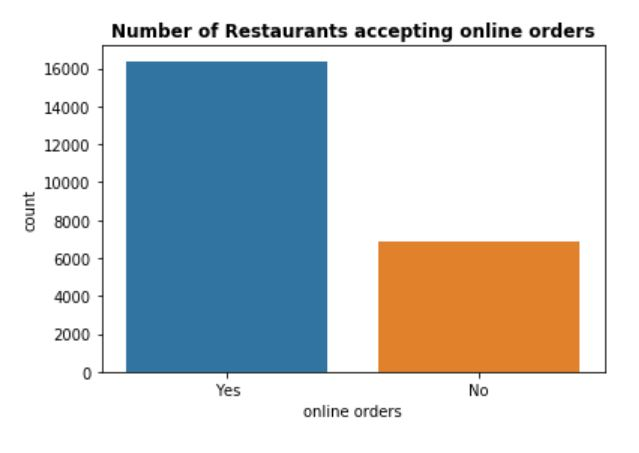 Number of Restaurants accepting online orders
16000
14000
12000
10000
8000
6000
4000
2000
0
count
Yes No
online orders